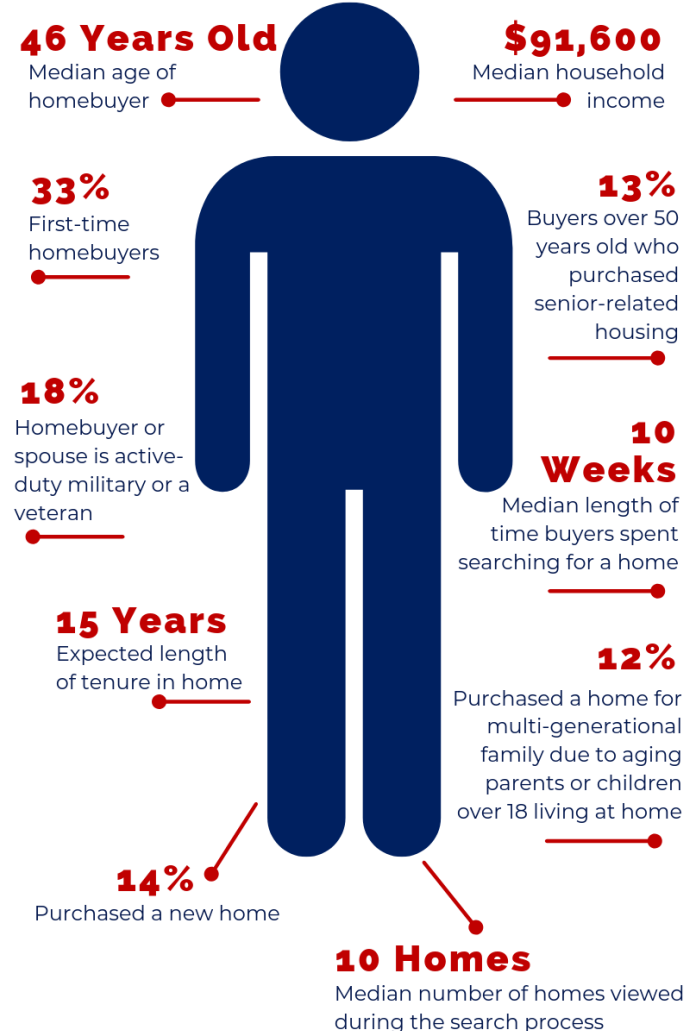 46 Years Old
Median age of
homebuyer
$91,600
Median household
income
33%
First-time
homebuyers
13%
Buyers over 50
years old who
purchased
senior-related
housing
18%
Homebuyer or
spouse is active-
duty military or a
veteran
10
Weeks
Median length of
time buyers spent
searching for a home
15 Years
Expected length
of tenure in home
12%
Purchased a home for
multi-generational
family due to aging
parents or children
over 18 living at home
14%
Purchased a new home
10 Homes
Median number of homes viewed
during the search process